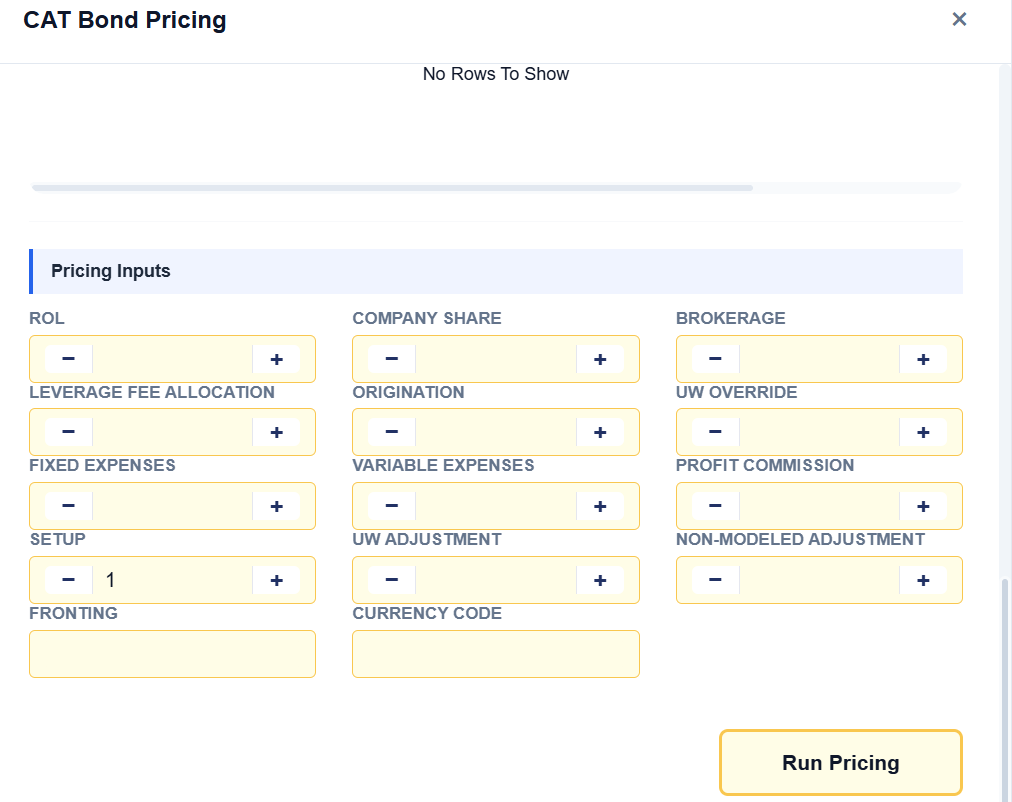 CAT Bond Pricing ×
No Rows To Show
Pricing Inputs
ROL COMPANY SHARE BROKERAGE
− + − + − +
LEVERAGE FEE ALLOCATION ORIGINATION UW OVERRIDE
− + − + − +
FIXED EXPENSES VARIABLE EXPENSES PROFIT COMMISSION
− + − + − +
SETUP UW ADJUSTMENT NON-MODELED ADJUSTMENT
− 1 + − + − +
FRONTING CURRENCY CODE
Run Pricing